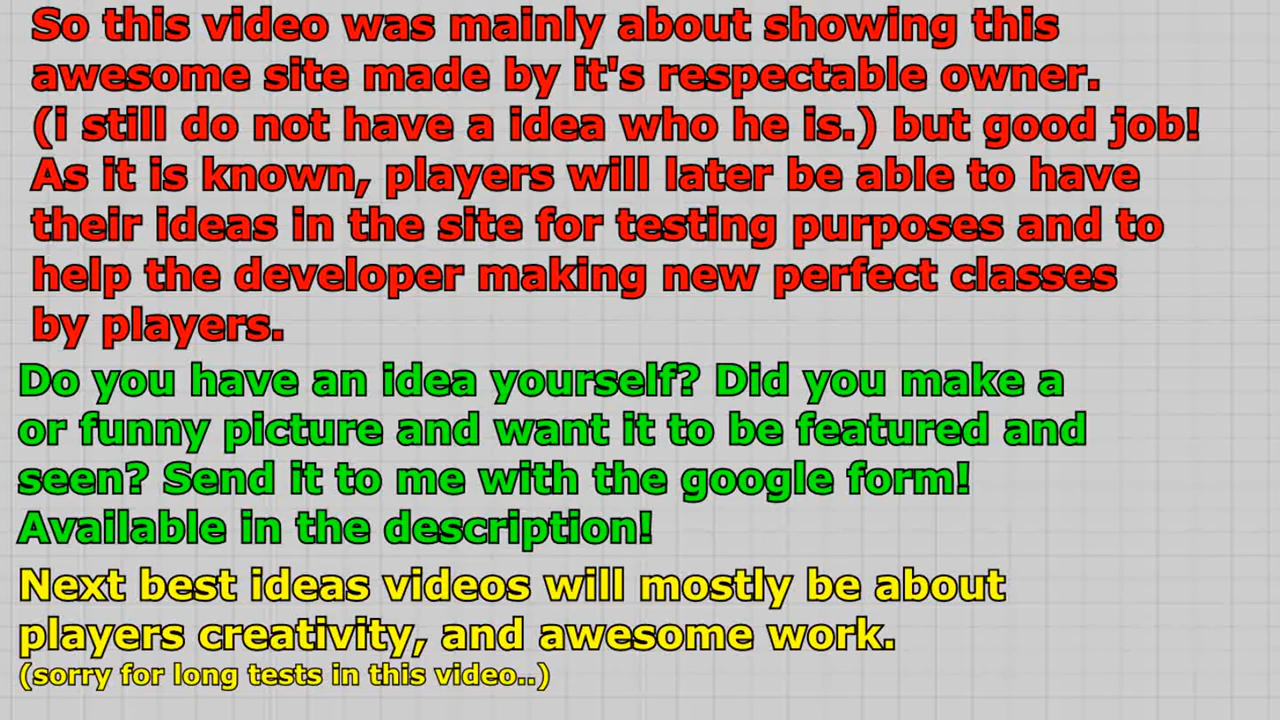 So this video was mainly about showing this
awesome site made by it's respectable owner.
(i still do not have a idea who he is.) but good job!
As it is known, players will later be able to have
their ideas in the site for testing purposes and to
help the developer making new perfect classes
by players.
Do you have an idea yourself? Did you make a
or funny picture and want it to be featured and
seen? Send it to me with the google form!
Available in the description!
Next best ideas videos will mostly be about
players creativity, and awesome work.
(sorry for long tests in this video..)